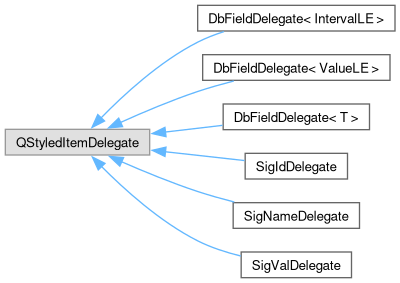 DbFieldDelegate< IntervalLE >
DbFieldDelegate< ValueLE >
DbFieldDelegate< T >
QStyledItemDelegate
SigIdDelegate
SigNameDelegate
SigValDelegate